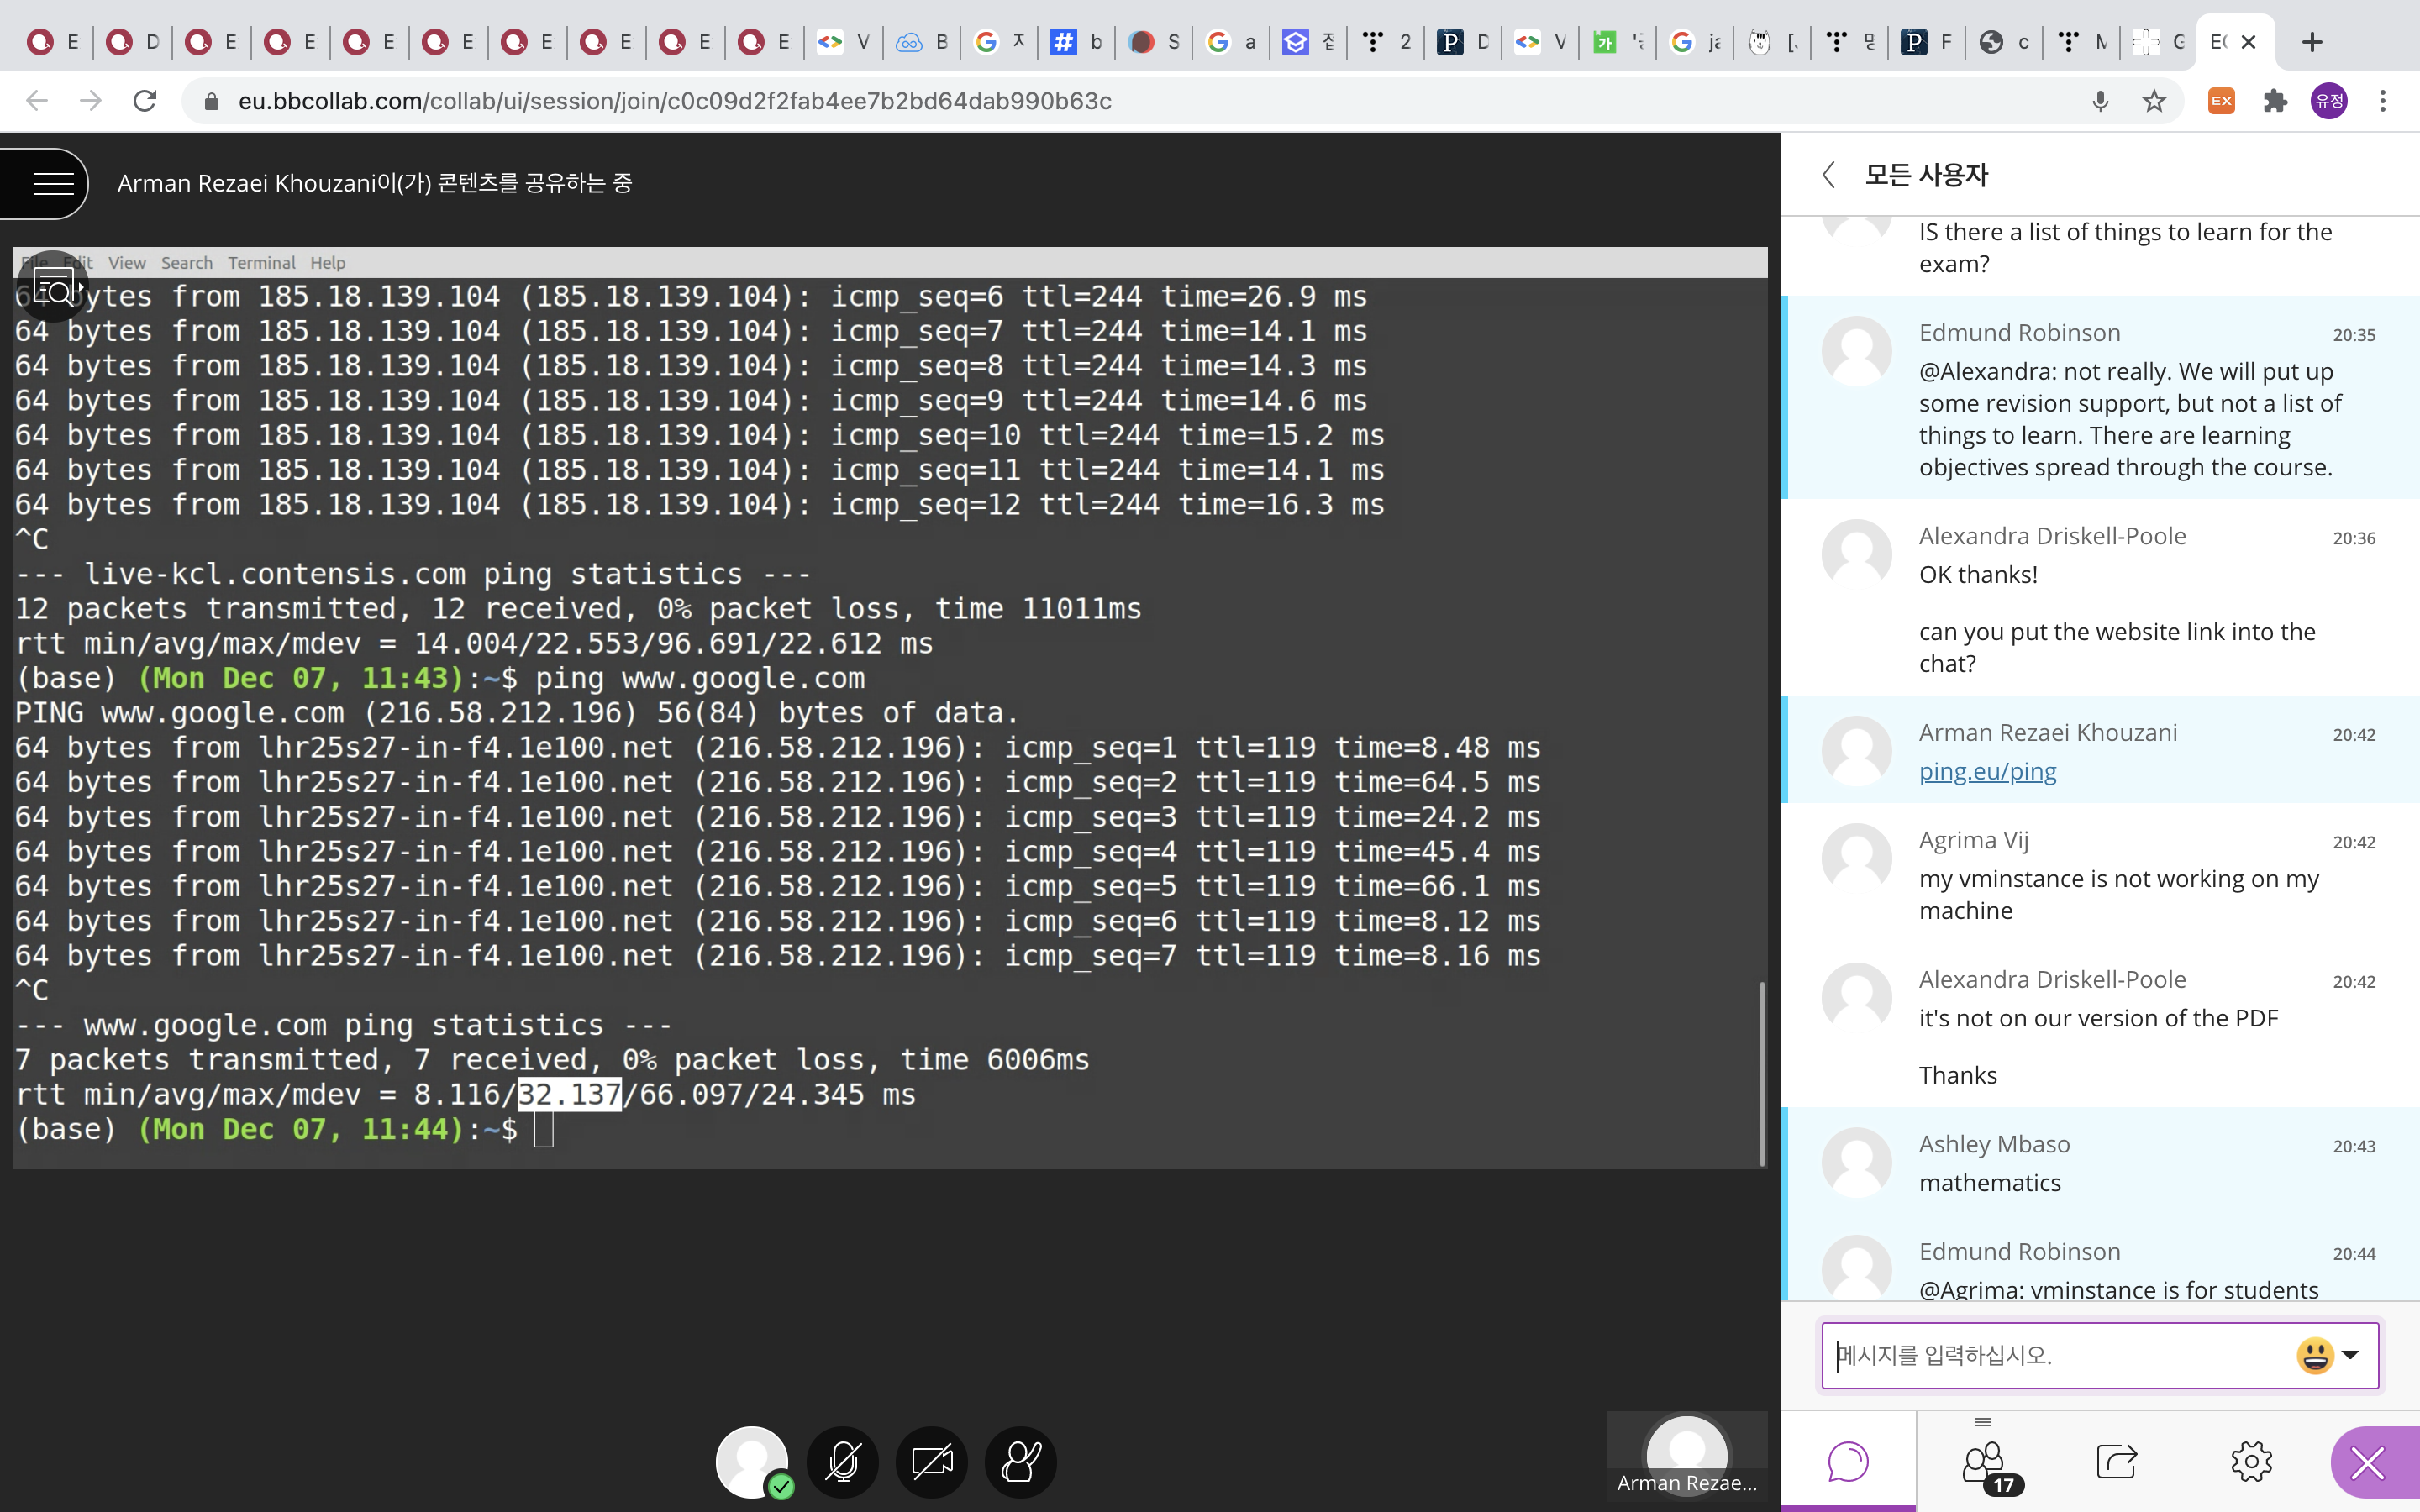 E
D
E
E
E
E
E
E
E
E
V
B
ㅈ
b
S
a
2
D
V
F
c
G
eu.bbcollab.com/collab/ui/session/join/c0c09d2f2fab4ee7b2bd64dab990b63c
EX
유정
Arman Rezaei Khouzani이(가) 콘텐츠를 공유하는 중
File Edit View Search Terminal Help
64 bytes from 185.18.139.104 (185.18.139.104): icmp_seq=6 ttl=244 time=26.9 ms
64 bytes from 185.18.139.104 (185.18.139.104): icmp_seq=7 ttl=244 time=14.1 ms
64 bytes from 185.18.139.104 (185.18.139.104): icmp_seq=8 ttl=244 time=14.3 ms
64 bytes from 185.18.139.104 (185.18.139.104): icmp_seq=9 ttl=244 time=14.6 ms
64 bytes from 185.18.139.104 (185.18.139.104): icmp_seq=10 ttl=244 time=15.2 ms
64 bytes from 185.18.139.104 (185.18.139.104): icmp_seq=11 ttl=244 time=14.1 ms
64 bytes from 185.18.139.104 (185.18.139.104): icmp_seq=12 ttl=244 time=16.3 ms
^C
--- live-kcl.contensis.com ping statistics ---
12 packets transmitted, 12 received, 0% packet loss, time 11011ms
rtt min/avg/max/mdev = 14.004/22.553/96.691/22.612 ms
(base) (Mon Dec 07, 11:43):~$ ping www.google.com
PING www.google.com (216.58.212.196) 56(84) bytes of data.
64 bytes from lhr25s27-in-f4.1e100.net (216.58.212.196): icmp_seq=1 ttl=119 time=8.48 ms
64 bytes from lhr25s27-in-f4.1e100.net (216.58.212.196): icmp_seq=2 ttl=119 time=64.5 ms
64 bytes from lhr25s27-in-f4.1e100.net (216.58.212.196): icmp_seq=3 ttl=119 time=24.2 ms
64 bytes from lhr25s27-in-f4.1e100.net (216.58.212.196): icmp_seq=4 ttl=119 time=45.4 ms
64 bytes from lhr25s27-in-f4.1e100.net (216.58.212.196): icmp_seq=5 ttl=119 time=66.1 ms
64 bytes from lhr25s27-in-f4.1e100.net (216.58.212.196): icmp_seq=6 ttl=119 time=8.12 ms
64 bytes from lhr25s27-in-f4.1e100.net (216.58.212.196): icmp_seq=7 ttl=119 time=8.16 ms
^C
--- www.google.com ping statistics ---
7 packets transmitted, 7 received, 0% packet loss, time 6006ms
rtt min/avg/max/mdev = 8.116/32.137/66.097/24.345 ms
(base) (Mon Dec 07, 11:44):~$
Arman Rezae...
모든 사용자
IS there a list of things to learn for the
exam?
Edmund Robinson 20:35
@Alexandra: not really. We will put up
some revision support, but not a list of
things to learn. There are learning
objectives spread through the course.
Alexandra Driskell-Poole 20:36
OK thanks!
can you put the website link into the
chat?
Arman Rezaei Khouzani 20:42
ping.eu/ping
Agrima Vij 20:42
my vminstance is not working on my
machine
Alexandra Driskell-Poole 20:42
it's not on our version of the PDF
Thanks
Ashley Mbaso 20:43
mathematics
Edmund Robinson 20:44
@Agrima: vminstance is for students
메시지를 입력하십시오.
17